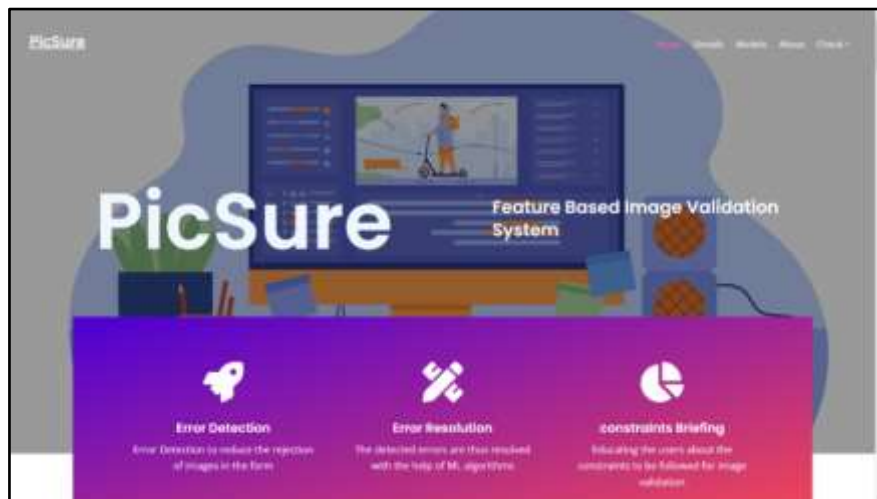 PicSure
Home Details Models About Check
PicSure
Feature Based Image Validation
System
Error Detection
Error Detection to reduce the rejection
of images in the form
Error Resolution
The detected errors are thus resolved
with the help of ML algorithms
constraints Briefing
Educating the users about the
constraints to be followed for image
validation